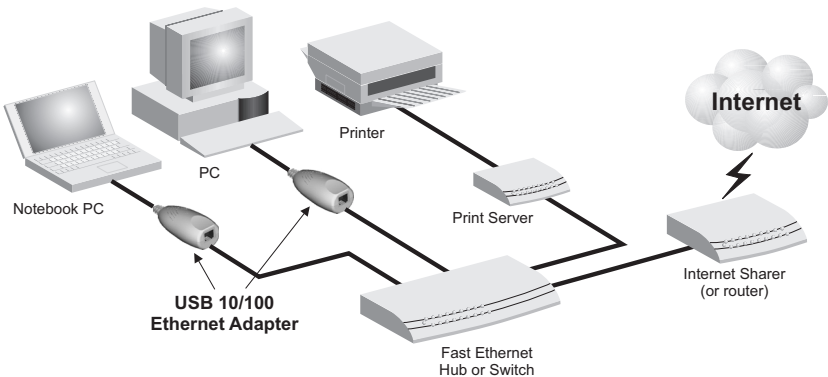 Internet
Printer
PC
Notebook PC
Print Server
Internet Sharer
(or router)
USB 10/100
Ethernet Adapter
Fast Ethernet
Hub or Switch